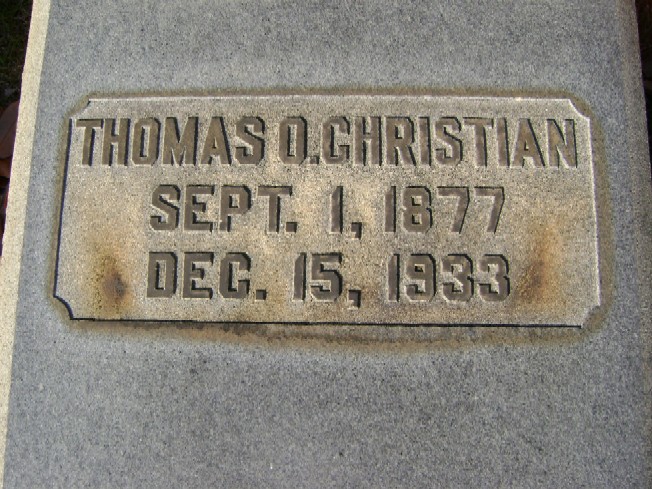 THOMAS O. CHRISTIAN
SEPT. 1, 1877
DEC. 15, 1933